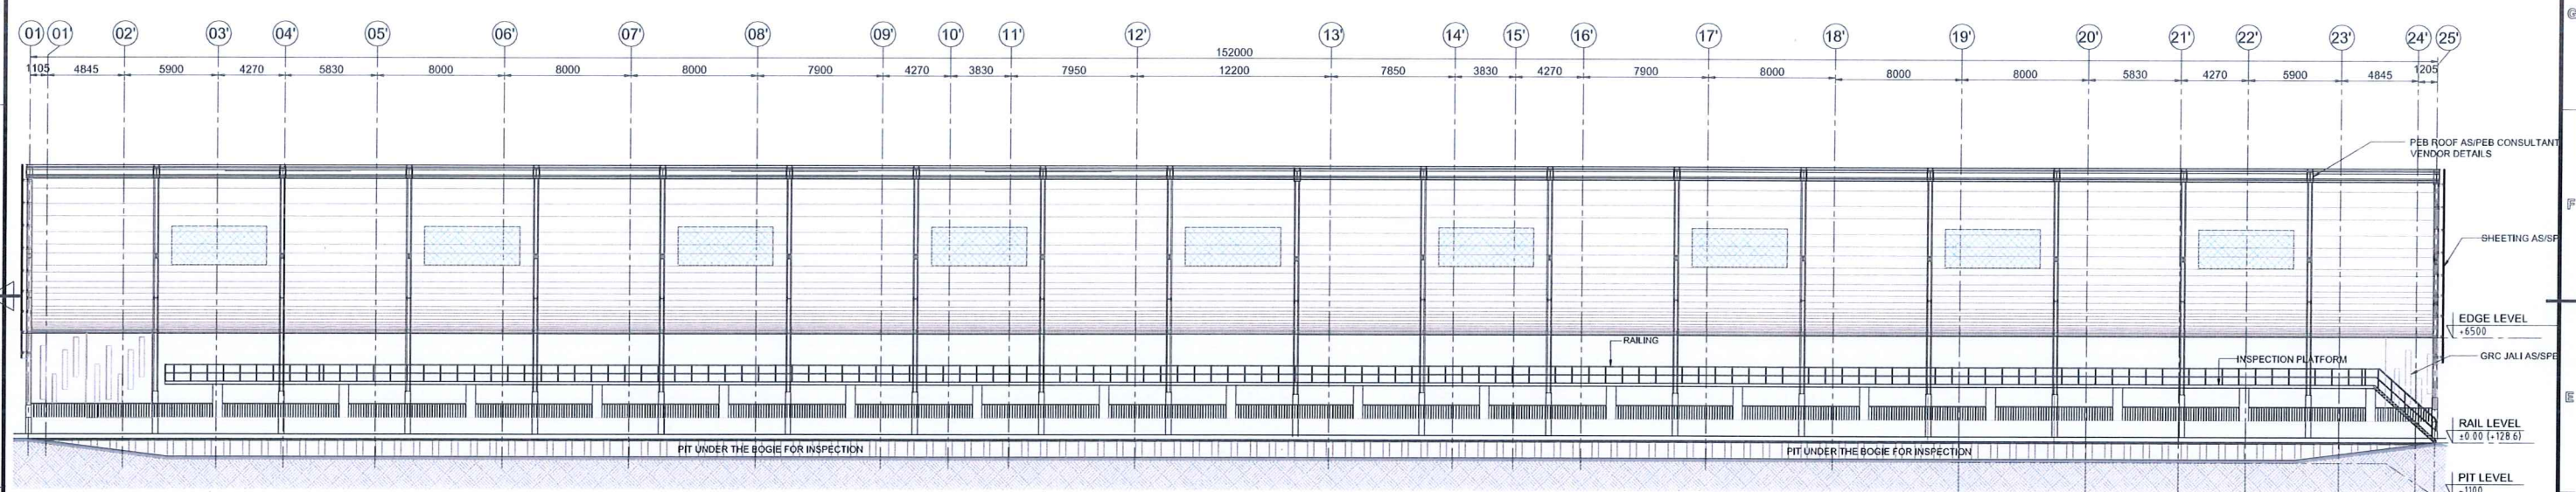 01 01' 02' 03' 04' 05' 06' 07' 08' 09' 10' 11' 12' 13' 14' 15' 16' 17' 18' 19' 20' 21' 22' 23' 24' 25'
152000
1105 4845 5900 4270 5830 8000 8000 8000 7900 4270 3830 7950 12200 7850 3830 4270 7900 8000 8000 8000 5830 4270 5900 4845 1205
G
PEB ROOF AS/PEB CONSULTANT
VENDOR DETAILS
F
SHEETING AS/SP
EDGE LEVEL
+6500
RAILING
INSPECTION PLATFORM
GRC JALI AS/SPE
E
RAIL LEVEL
±0.00 (+128.6)
PIT UNDER THE BOGIE FOR INSPECTION
PIT UNDER THE BOGIE FOR INSPECTION
PIT LEVEL
-1100